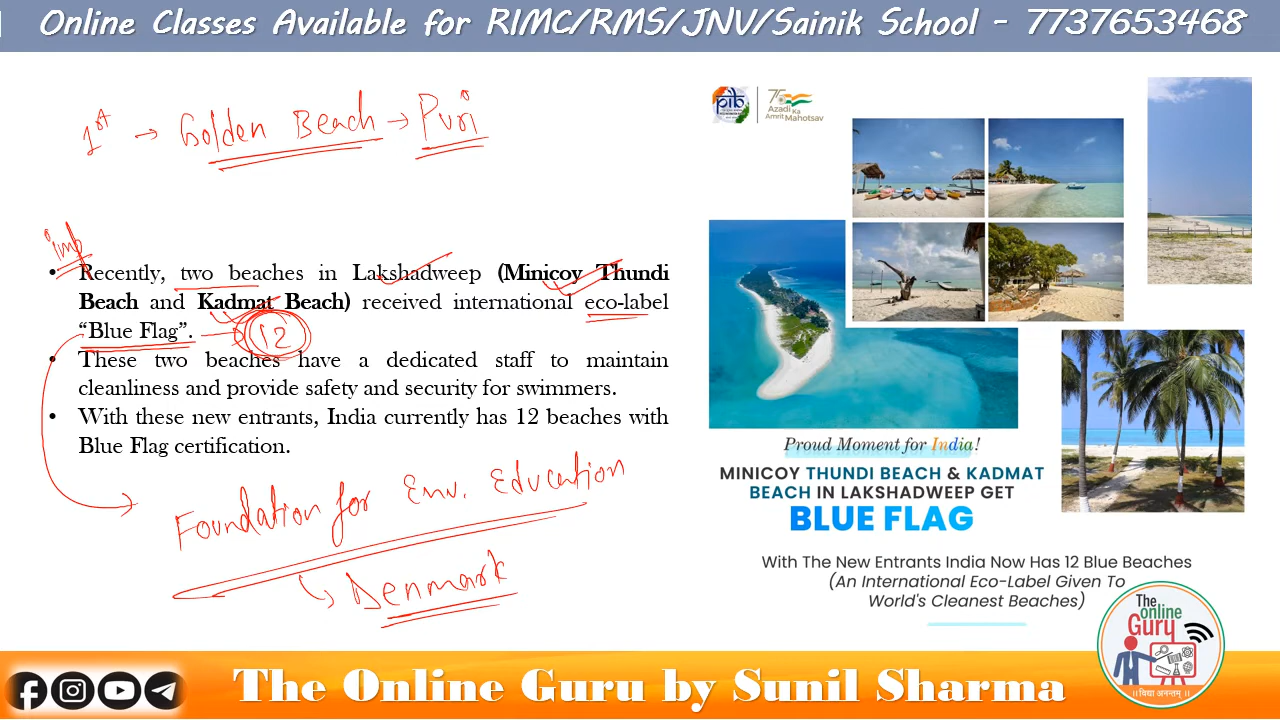 Online Classes Available for RIMC/RMS/JNV/Sainik School - 7737653468
1st → Golden Beach → Puri
imp
• Recently, two beaches in Lakshadweep (Minicoy Thundi
Beach and Kadmat Beach) received international eco-label
“Blue Flag”. → 12
• These two beaches have a dedicated staff to maintain
cleanliness and provide safety and security for swimmers.
• With these new entrants, India currently has 12 beaches with
Blue Flag certification.
Foundation for Env. Education
Denmark
pib
75
Azadi Ka
Amrit Mahotsav
Proud Moment for India!
MINICOY THUNDI BEACH & KADMAT
BEACH IN LAKSHADWEEP GET
BLUE FLAG
With The New Entrants India Now Has 12 Blue Beaches
(An International Eco-Label Given To
World's Cleanest Beaches)
The
online
Gury
॥विद्या अनन्तम्॥
The Online Guru by Sunil Sharma